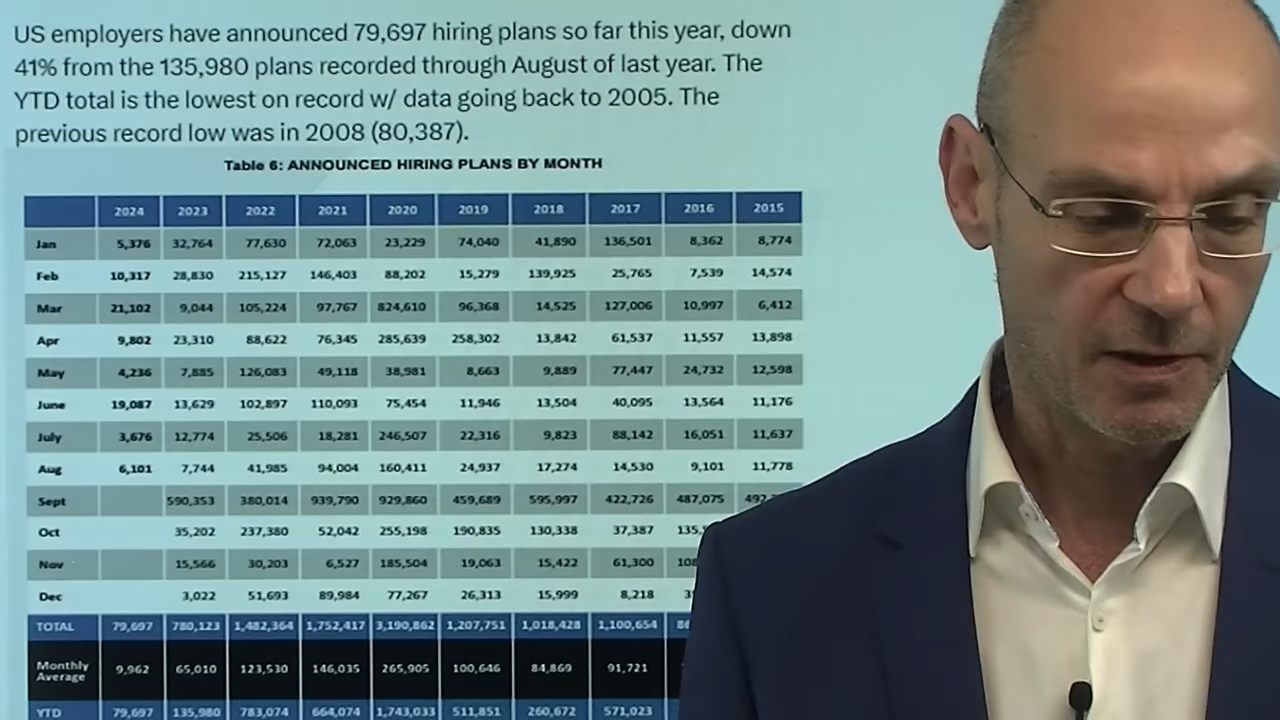 US employers have announced 79,697 hiring plans so far this year, down
41% from the 135,980 plans recorded through August of last year. The
YTD total is the lowest on record w/ data going back to 2005. The
previous record low was in 2008 (80,387).
Table 6: ANNOUNCED HIRING PLANS BY MONTH
2024 2023 2022 2021 2020 2019 2018 2017 2016 2015
Jan 5,376 32,764 77,630 72,063 23,229 74,040 41,890 136,501 8,362 8,774
Feb 10,317 28,830 215,127 146,403 88,202 15,279 139,925 25,765 7,539 14,574
Mar 21,102 9,044 105,224 97,767 824,610 96,368 14,525 127,006 10,997 6,412
Apr 9,802 23,310 88,622 76,345 285,639 258,302 13,842 61,537 11,557 13,898
May 4,236 7,885 126,083 49,118 38,981 8,663 9,889 77,447 24,732 12,598
June 19,087 13,629 102,897 110,093 75,454 11,946 13,504 40,095 13,564 11,176
July 3,676 12,774 25,506 18,281 246,507 22,316 9,823 88,142 16,051 11,637
Aug 6,101 7,744 41,985 94,004 160,411 24,937 17,274 14,530 9,101 11,778
Sept 590,353 380,014 939,790 929,860 459,689 595,997 422,726 487,075 492
Oct 35,202 237,380 52,042 255,198 190,835 130,338 37,387 135
Nov 15,566 30,203 6,527 185,504 19,063 15,422 61,300 108
Dec 3,022 51,693 89,984 77,267 26,313 15,999 8,218
TOTAL 79,697 780,123 1,482,364 1,752,417 3,190,862 1,207,751 1,018,428 1,100,654
Monthly
Average 9,962 65,010 123,530 146,035 265,905 100,646 84,869 91,721
YTD 79,697 135,980 783,074 664,074 1,743,033 511,851 260,672 571,023